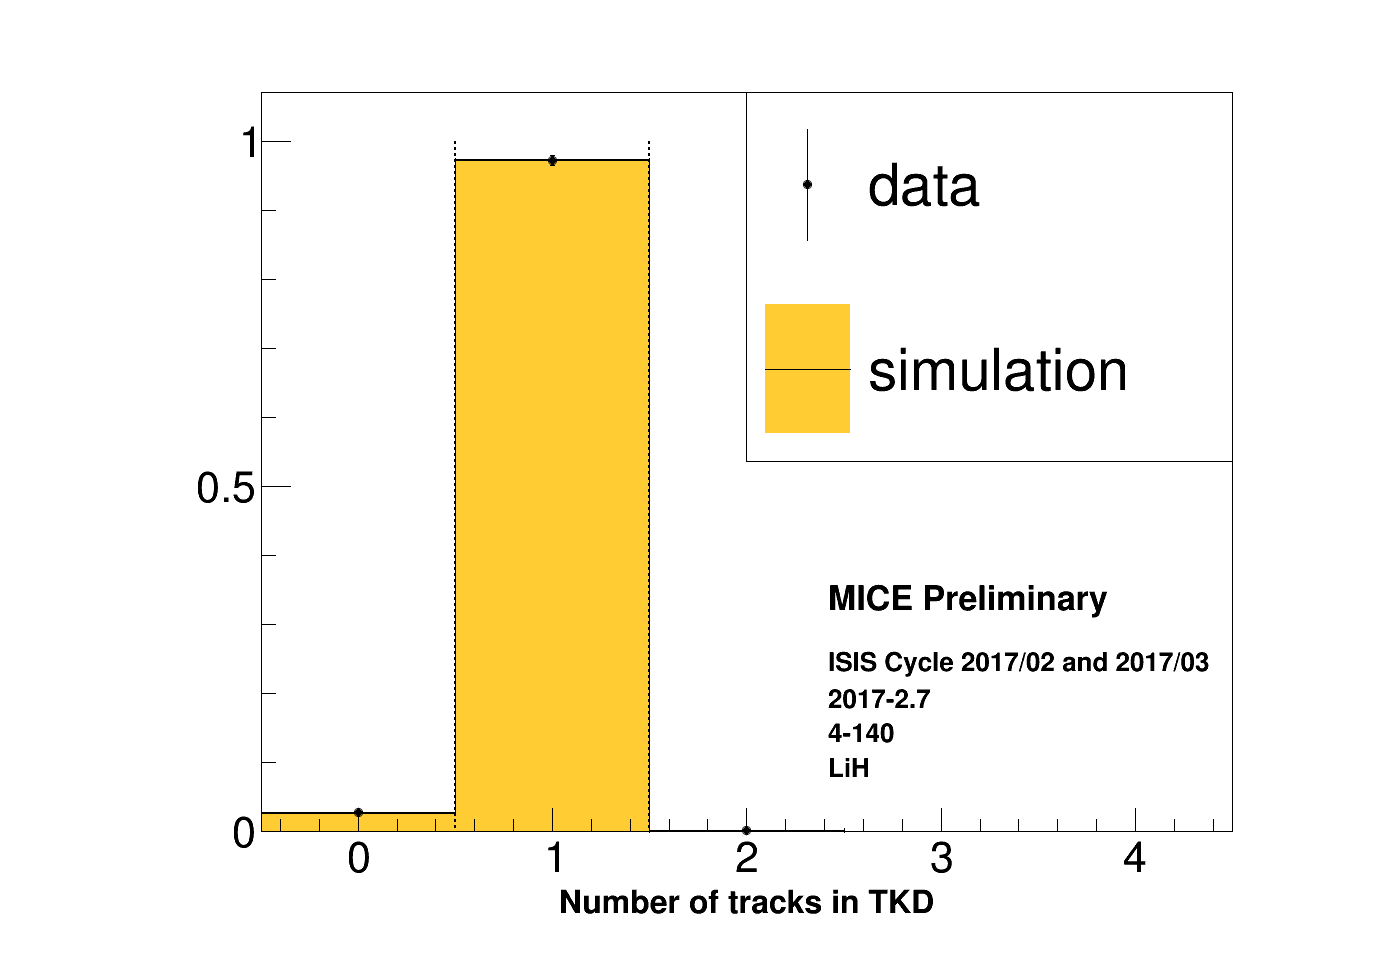 1
0.5
0
data
simulation
MICE Preliminary
ISIS Cycle 2017/02 and 2017/03
2017-2.7
4-140
LiH
0 1 2 3 4
Number of tracks in TKD